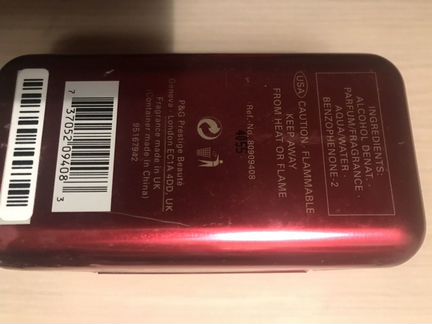 INGREDIENTS:
ALCOHOL DENAT. ·
PARFUM/FRAGRANCE ·
AQUA/WATER ·
BENZOPHENONE-2
USA CAUTION: FLAMMABLE
KEEP AWAY
FROM HEAT OR FLAME
Ref. No. 80909408
P&G Prestige Beauté
Geneva · London EC1A 4DD, UK
Fragrance made in UK
(Container made in China)
95167942
7 37052 09408 3